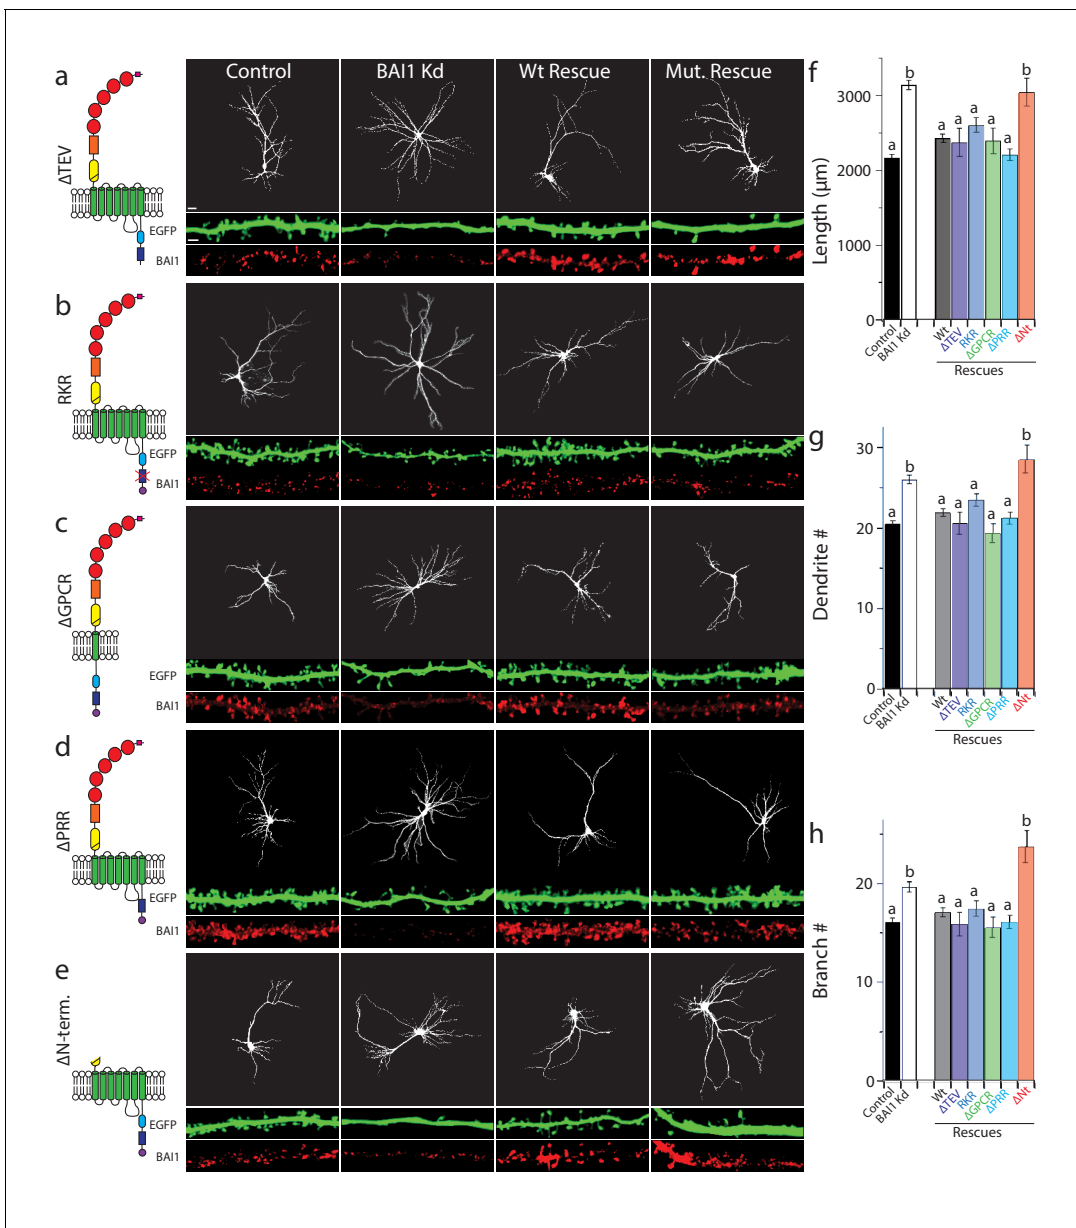 a
ΔTEV
Control
BAI1 Kd
Wt Rescue
Mut. Rescue
EGFP
BAI1
b
RKR
EGFP
BAI1
c
ΔGPCR
EGFP
BAI1
d
ΔPRR
EGFP
BAI1
e
ΔN-term.
EGFP
BAI1
f
Length (µm)
3000
2000
1000
0
a
b
a
a
a
a
a
b
Control
BAI1 Kd
Wt
ΔTEV
RKR
ΔGPCR
ΔPRR
ΔNt
Rescues
g
Dendrite #
30
20
10
0
a
b
a
a
a
a
a
b
Control
BAI1 Kd
Wt
ΔTEV
RKR
ΔGPCR
ΔPRR
ΔNt
Rescues
h
Branch #
20
10
0
a
b
a
a
a
a
a
b
Control
BAI1 Kd
Wt
ΔTEV
RKR
ΔGPCR
ΔPRR
ΔNt
Rescues